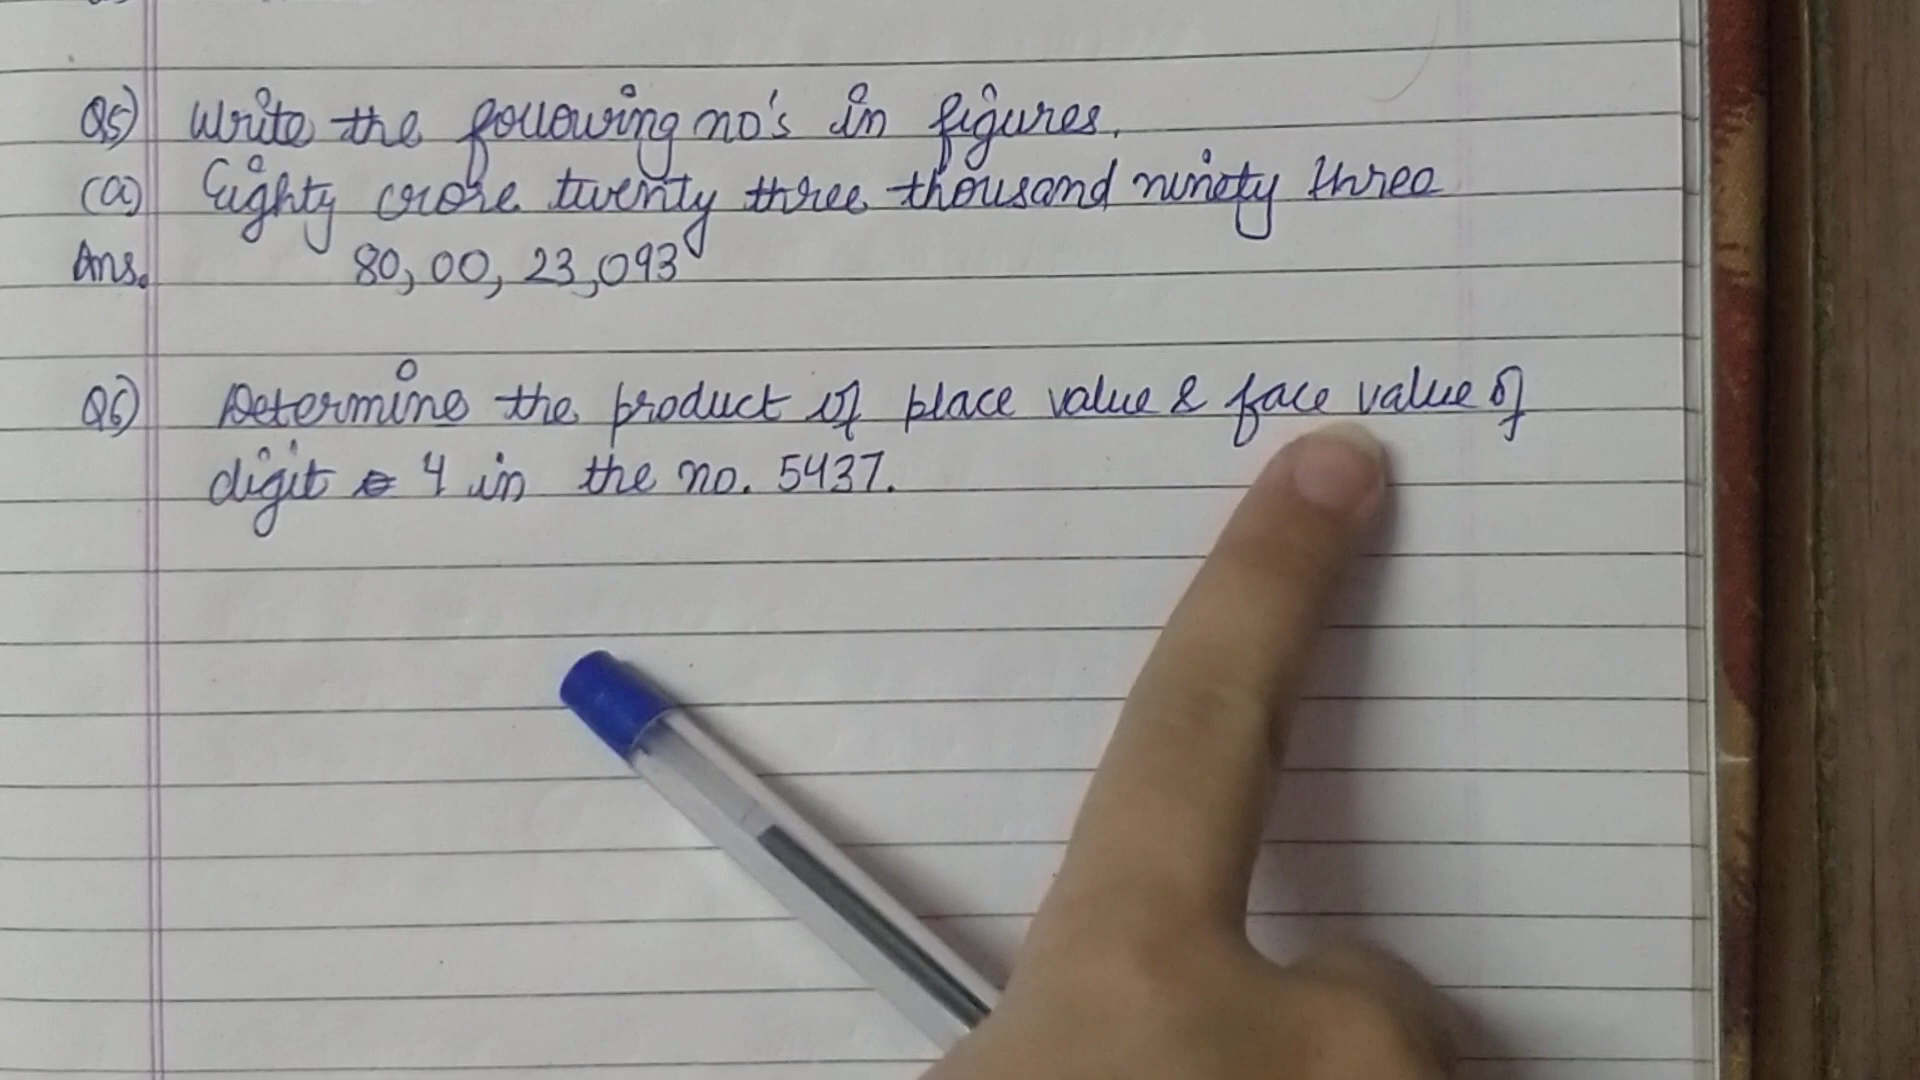 Q5) Write the following no's in figures.
(a) Eighty crore twenty three thousand ninety three
Ans. 80,00,23,093
Q6) Determine the product of place value & face value of
digit 4 in the no. 5437.